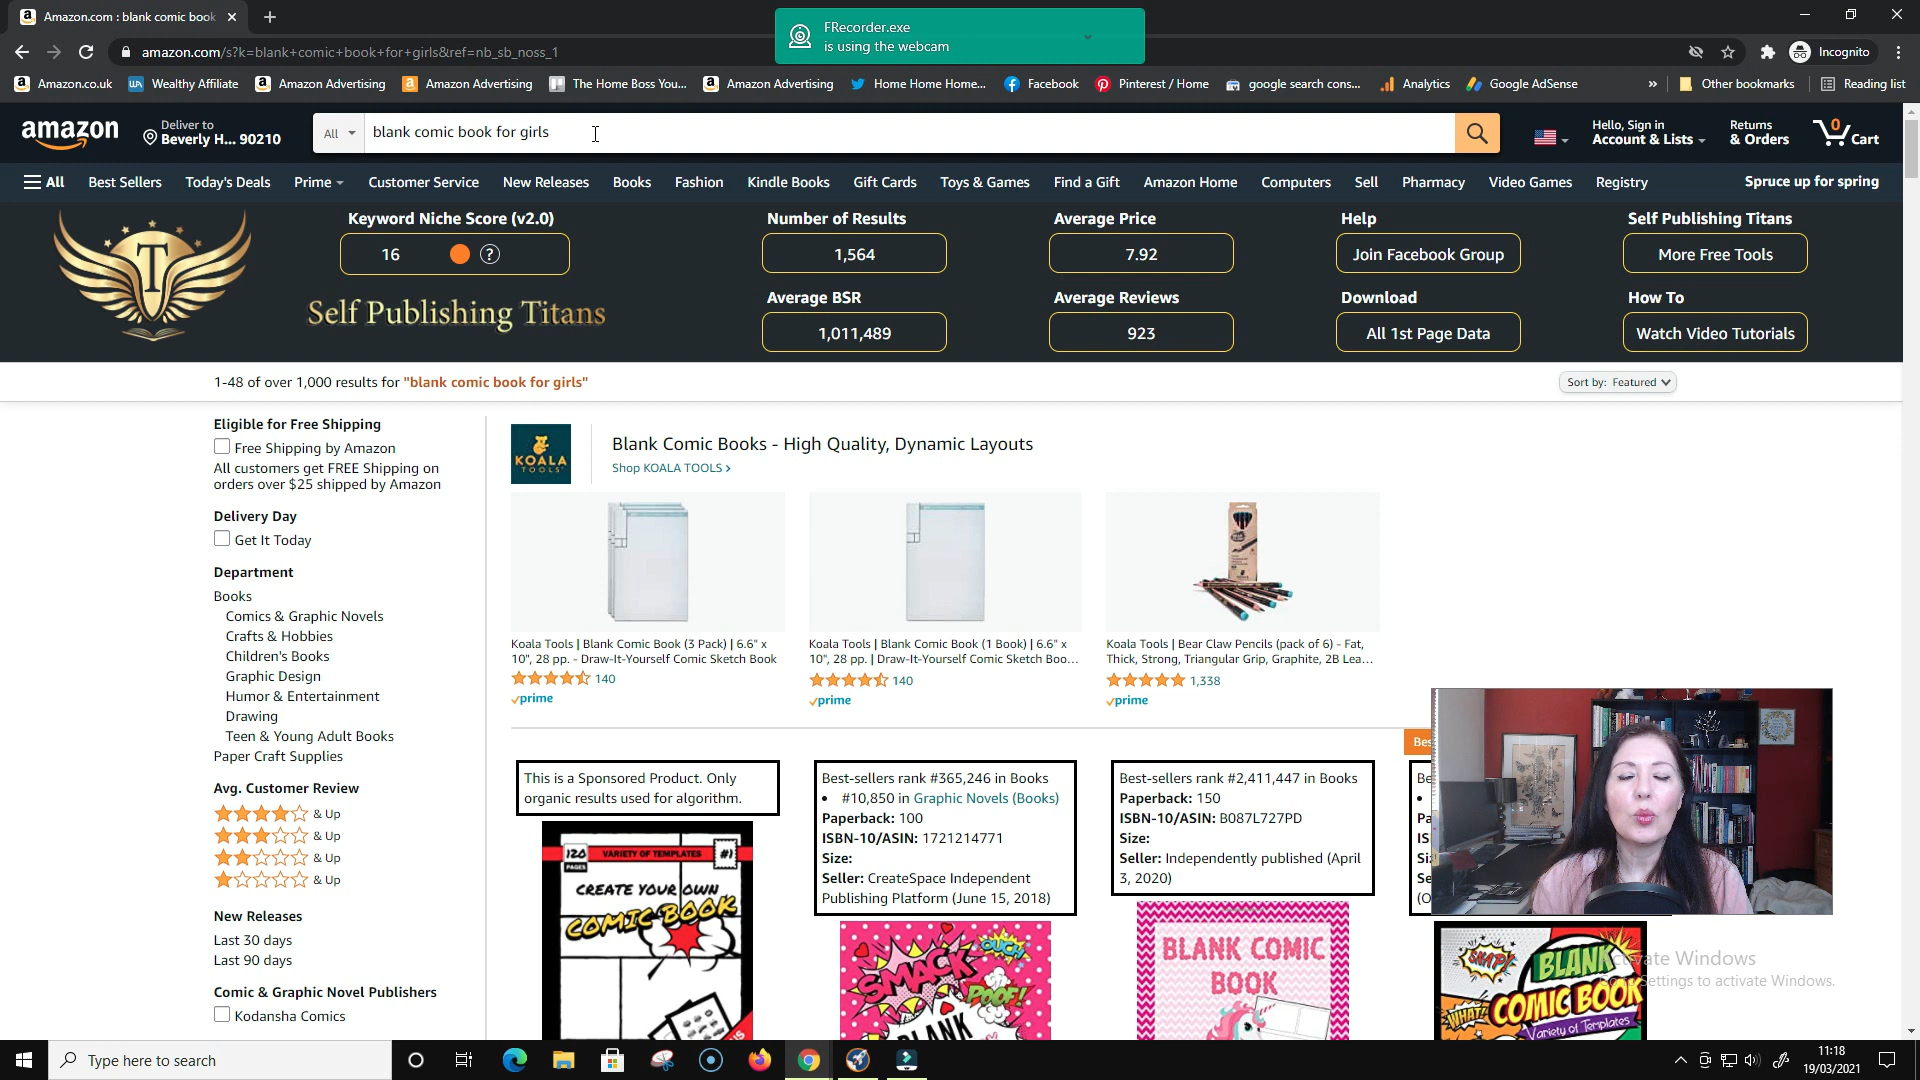 Amazon.com : blank comic book
FRecorder.exe
is using the webcam
amazon.com/s?k=blank+comic+book+for+girls&ref=nb_sb_noss_1
Incognito
Amazon.co.uk
Wealthy Affiliate
Amazon Advertising
Amazon Advertising
The Home Boss You...
Amazon Advertising
Home Home Home...
Facebook
Pinterest / Home
google search cons...
Analytics
Google AdSense
»
Other bookmarks
Reading list
amazon
Deliver to
Beverly H... 90210
All
blank comic book for girls
Hello, Sign in
Account & Lists
Returns
& Orders
0
Cart
All
Best Sellers
Today's Deals
Prime
Customer Service
New Releases
Books
Fashion
Kindle Books
Gift Cards
Toys & Games
Find a Gift
Amazon Home
Computers
Sell
Pharmacy
Video Games
Registry
Spruce up for spring
T
Self Publishing Titans
Keyword Niche Score (v2.0)
16
?
Number of Results
1,564
Average Price
7.92
Help
Join Facebook Group
Self Publishing Titans
More Free Tools
Average BSR
1,011,489
Average Reviews
923
Download
All 1st Page Data
How To
Watch Video Tutorials
1-48 of over 1,000 results for "blank comic book for girls"
Sort by: Featured
Eligible for Free Shipping
Free Shipping by Amazon
All customers get FREE Shipping on
orders over $25 shipped by Amazon
Delivery Day
Get It Today
Department
Books
Comics & Graphic Novels
Crafts & Hobbies
Children's Books
Graphic Design
Humor & Entertainment
Drawing
Teen & Young Adult Books
Paper Craft Supplies
Avg. Customer Review
& Up
& Up
& Up
& Up
New Releases
Last 30 days
Last 90 days
Comic & Graphic Novel Publishers
Kodansha Comics
KOALA
TOOLS
Blank Comic Books - High Quality, Dynamic Layouts
Shop KOALA TOOLS ›
Koala Tools | Blank Comic Book (3 Pack) | 6.6" x
10", 28 pp. - Draw-It-Yourself Comic Sketch Book
140
prime
Koala Tools | Blank Comic Book (1 Book) | 6.6" x
10", 28 pp. | Draw-It-Yourself Comic Sketch Boo...
140
prime
Koala Tools | Bear Claw Pencils (pack of 6) - Fat,
Thick, Strong, Triangular Grip, Graphite, 2B Lea...
1,338
prime
This is a Sponsored Product. Only
organic results used for algorithm.
120
PAGES
VARIETY OF TEMPLATES
#1
CREATE YOUR OWN
COMIC BOOK
Best-sellers rank #365,246 in Books
• #10,850 in Graphic Novels (Books)
Paperback: 100
ISBN-10/ASIN: 1721214771
Size:
Seller: CreateSpace Independent
Publishing Platform (June 15, 2018)
OUCH
SMACK
POOF!
BLANK
Best-sellers rank #2,411,447 in Books
Paperback: 150
ISBN-10/ASIN: B087L727PD
Size:
Seller: Independently published (April
3, 2020)
BLANK COMIC
BOOK
Bes
Be
•
Pa
IS
Siz
Se
(O
SNAP!
BLANK
WHAT?
COMIC BOOK
Variety of Templates
ate Windows
Settings to activate Windows.
Type here to search
11:18
19/03/2021